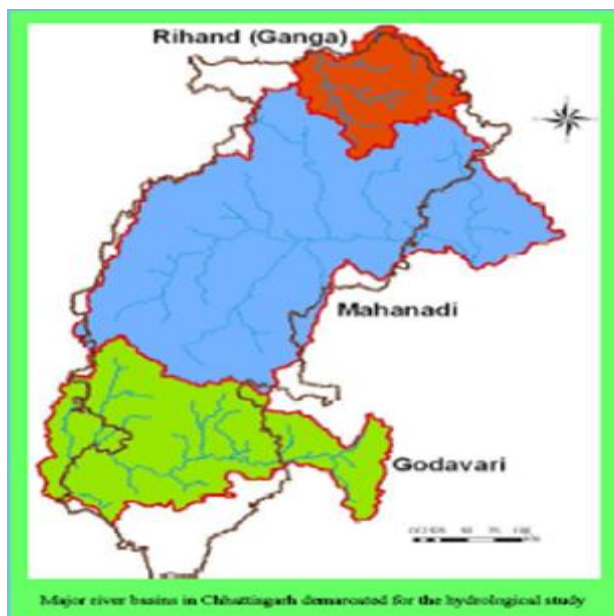 Rihand (Ganga)
Mahanadi
Godavari
Major river basins in Chhattisgarh demarcated for the hydrological study